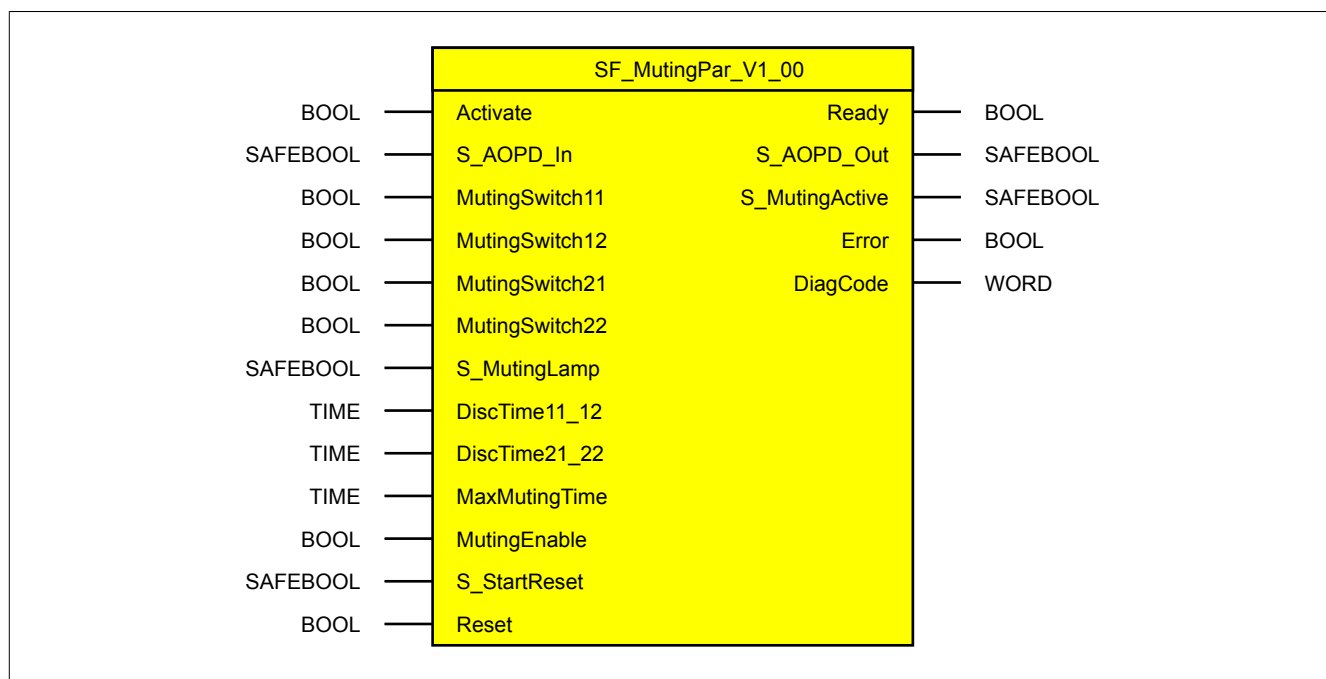 SF_MutingPar_V1_00
BOOL Activate Ready BOOL
SAFEBOOL S_AOPD_In S_AOPD_Out SAFEBOOL
BOOL MutingSwitch11 S_MutingActive SAFEBOOL
BOOL MutingSwitch12 Error BOOL
BOOL MutingSwitch21 DiagCode WORD
BOOL MutingSwitch22
SAFEBOOL S_MutingLamp
TIME DiscTime11_12
TIME DiscTime21_22
TIME MaxMutingTime
BOOL MutingEnable
SAFEBOOL S_StartReset
BOOL Reset